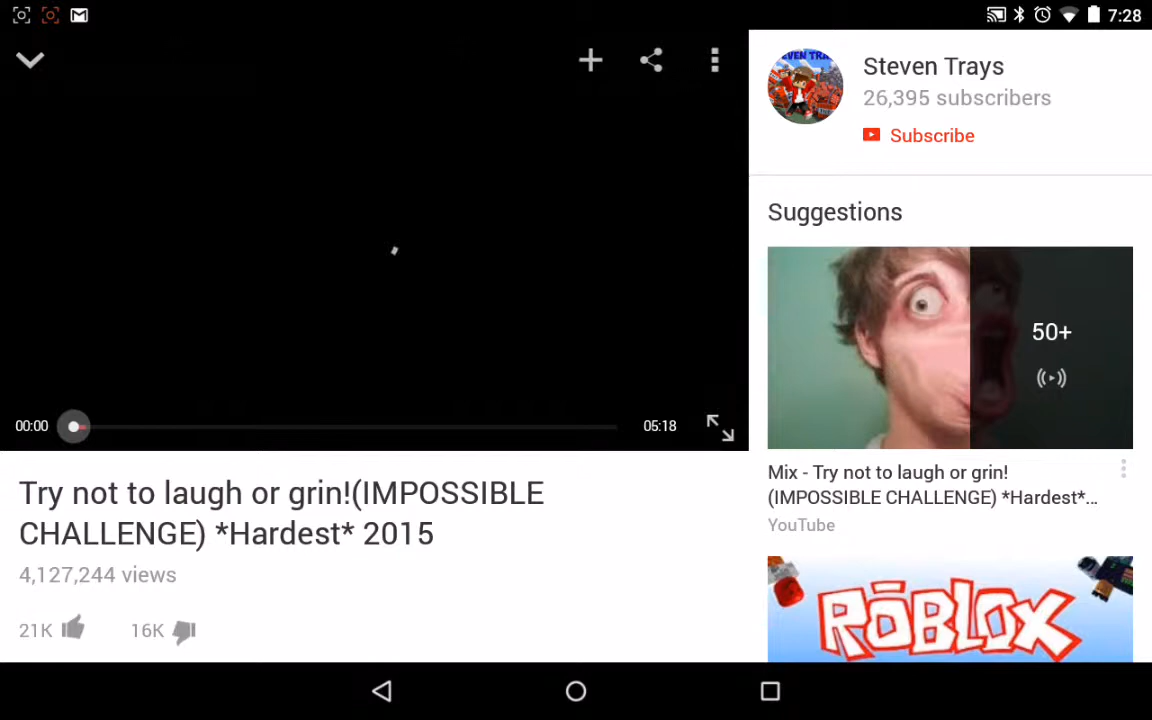 7:28
Steven Trays
26,395 subscribers
Subscribe
Suggestions
50+
00:00
05:18
Try not to laugh or grin!(IMPOSSIBLE
CHALLENGE) *Hardest* 2015
4,127,244 views
21K
16K
Mix - Try not to laugh or grin!
(IMPOSSIBLE CHALLENGE) *Hardest*...
YouTube
ROBLOX